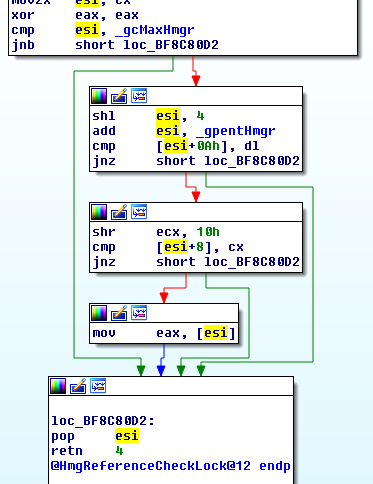 movzx esi, cx
xor eax, eax
cmp esi, _gcMaxHmgr
jnb short loc_BF8C80D2
shl esi, 4
add esi, _gpentHmgr
cmp [esi+0Ah], dl
jnz short loc_BF8C80D2
shr ecx, 10h
cmp [esi+8], cx
jnz short loc_BF8C80D2
mov eax, [esi]
loc_BF8C80D2:
pop esi
retn 4
@HmgReferenceCheckLock@12 endp